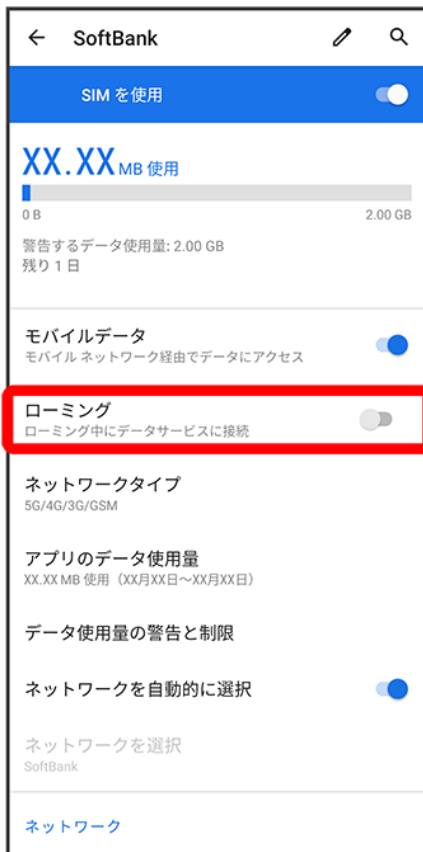 SoftBank
SIM を使用
XX.XX MB 使用
0 B 2.00 GB
警告するデータ使用量: 2.00 GB
残り 1 日
モバイルデータ
モバイル ネットワーク経由でデータにアクセス
ローミング
ローミング中にデータサービスに接続
ネットワークタイプ
5G/4G/3G/GSM
アプリのデータ使用量
XX.XX MB 使用（XX月XX日～XX月XX日）
データ使用量の警告と制限
ネットワークを自動的に選択
ネットワークを選択
SoftBank
ネットワーク